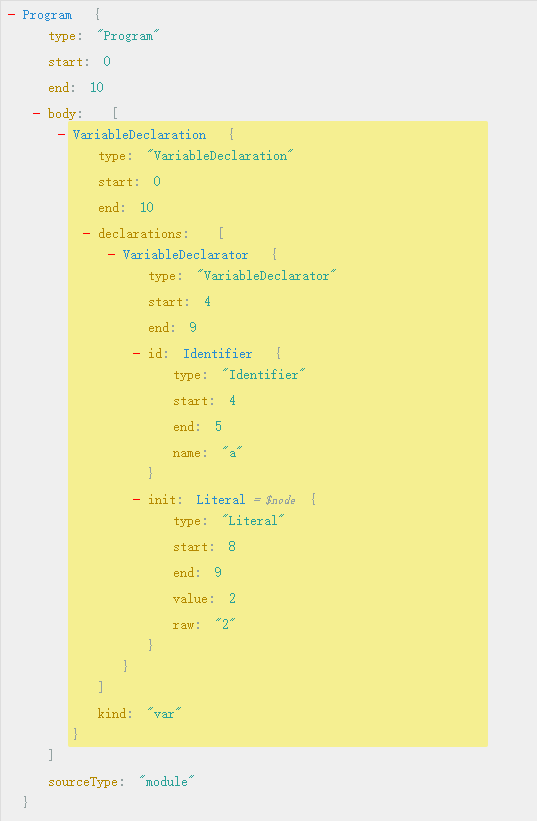 − Program {
type: "Program"
start: 0
end: 10
− body: [
− VariableDeclaration {
type: "VariableDeclaration"
start: 0
end: 10
− declarations: [
− VariableDeclarator {
type: "VariableDeclarator"
start: 4
end: 9
− id: Identifier {
type: "Identifier"
start: 4
end: 5
name: "a"
}
− init: Literal = $node {
type: "Literal"
start: 8
end: 9
value: 2
raw: "2"
}
}
]
kind: "var"
}
]
sourceType: "module"
}